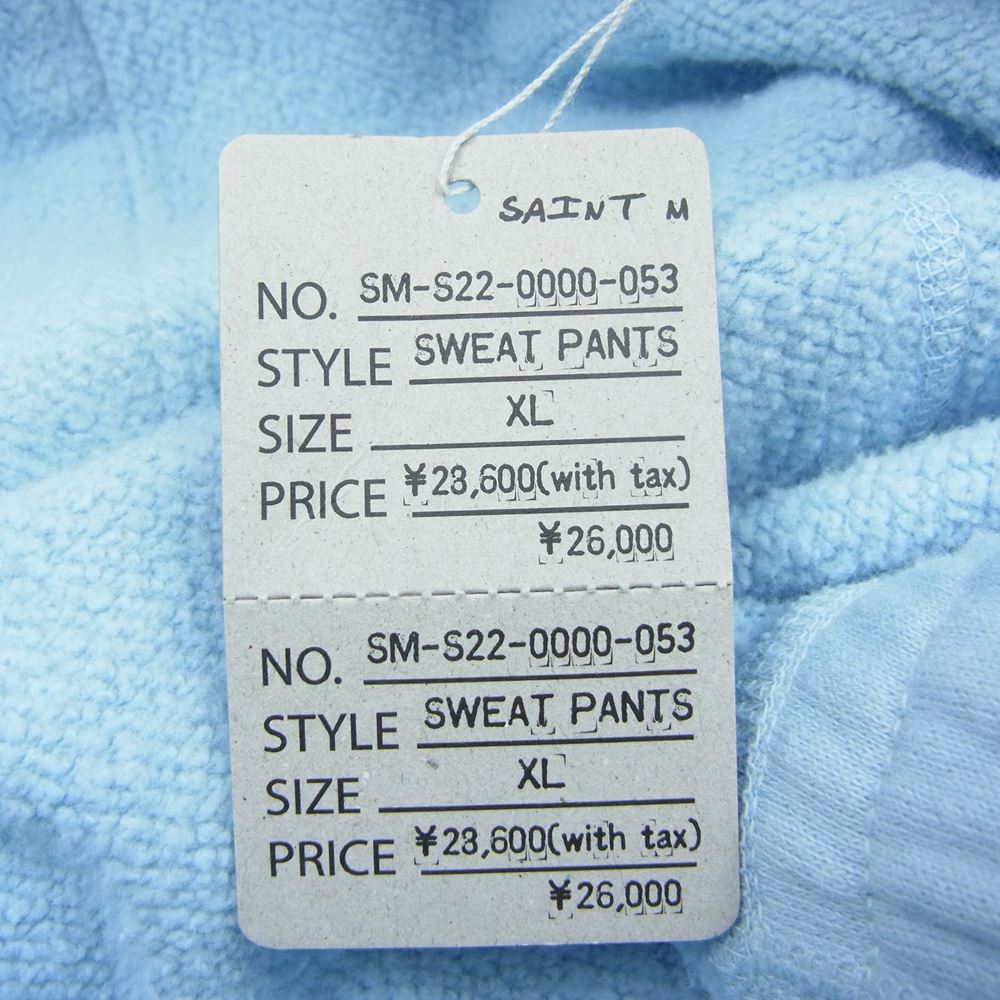 SAINT M
NO. SM-S22-0000-053
STYLE SWEAT PANTS
SIZE XL
PRICE ¥28,600(with tax)
¥26,000
NO. SM-S22-0000-053
STYLE SWEAT PANTS
SIZE XL
PRICE ¥28,600(with tax)
¥26,000